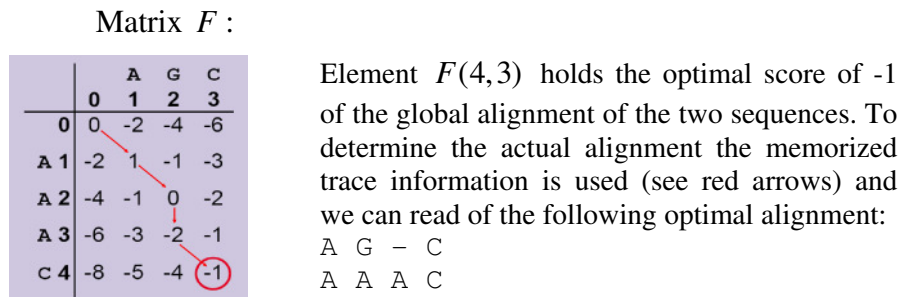 Matrix F :
A G C
0 1 2 3
0 0 -2 -4 -6
A 1 -2 1 -1 -3
A 2 -4 -1 0 -2
A 3 -6 -3 -2 -1
C 4 -8 -5 -4 -1
Element F(4,3) holds the optimal score of -1
of the global alignment of the two sequences. To
determine the actual alignment the memorized
trace information is used (see red arrows) and
we can read of the following optimal alignment:
A G – C
A A A C